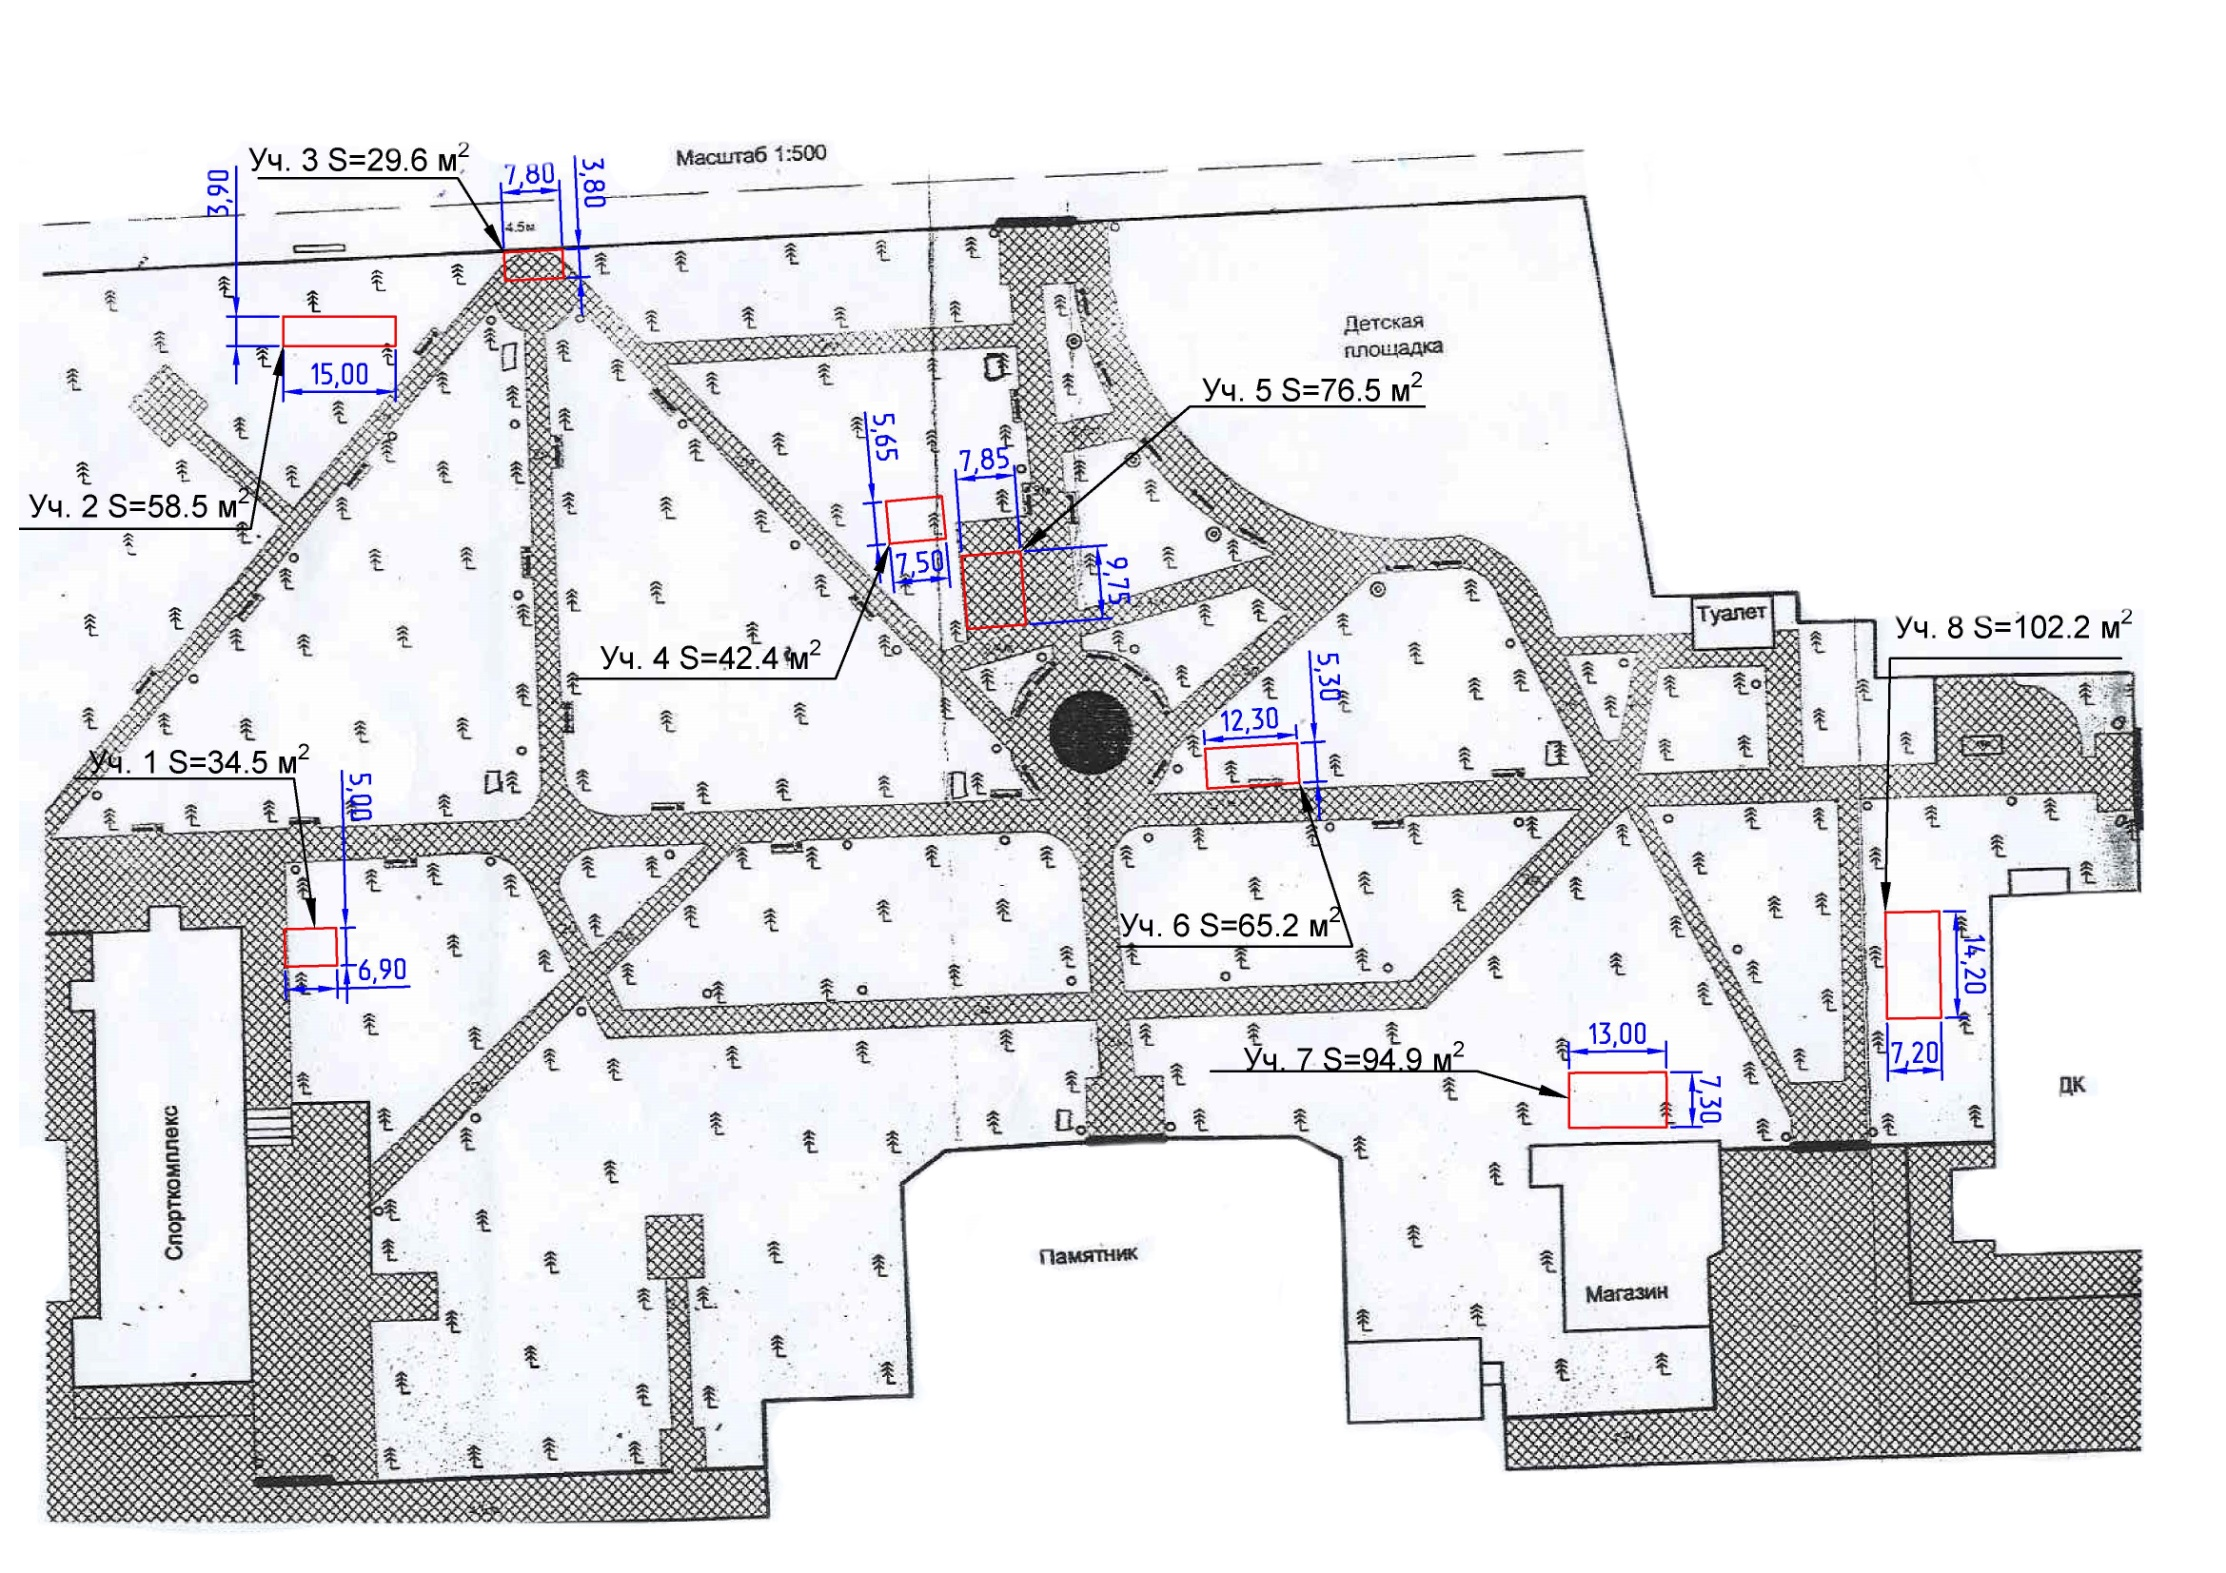 Масштаб 1:500
Уч. 3 S=29.6 м²
7,80
3,80
3,90
4.5м
15,00
Детская
площадка
Уч. 5 S=76.5 м²
5,65
7,85
Уч. 2 S=58.5 м²
7,50
9,75
Туалет
Уч. 8 S=102.2 м²
Уч. 4 S=42.4 м²
5,30
12,30
Уч. 1 S=34.5 м²
5,00
Уч. 6 S=65.2 м²
6,90
14,20
13,00
7,20
Уч. 7 S=94.9 м²
7,30
ДК
Спорткомплекс
Памятник
Магазин